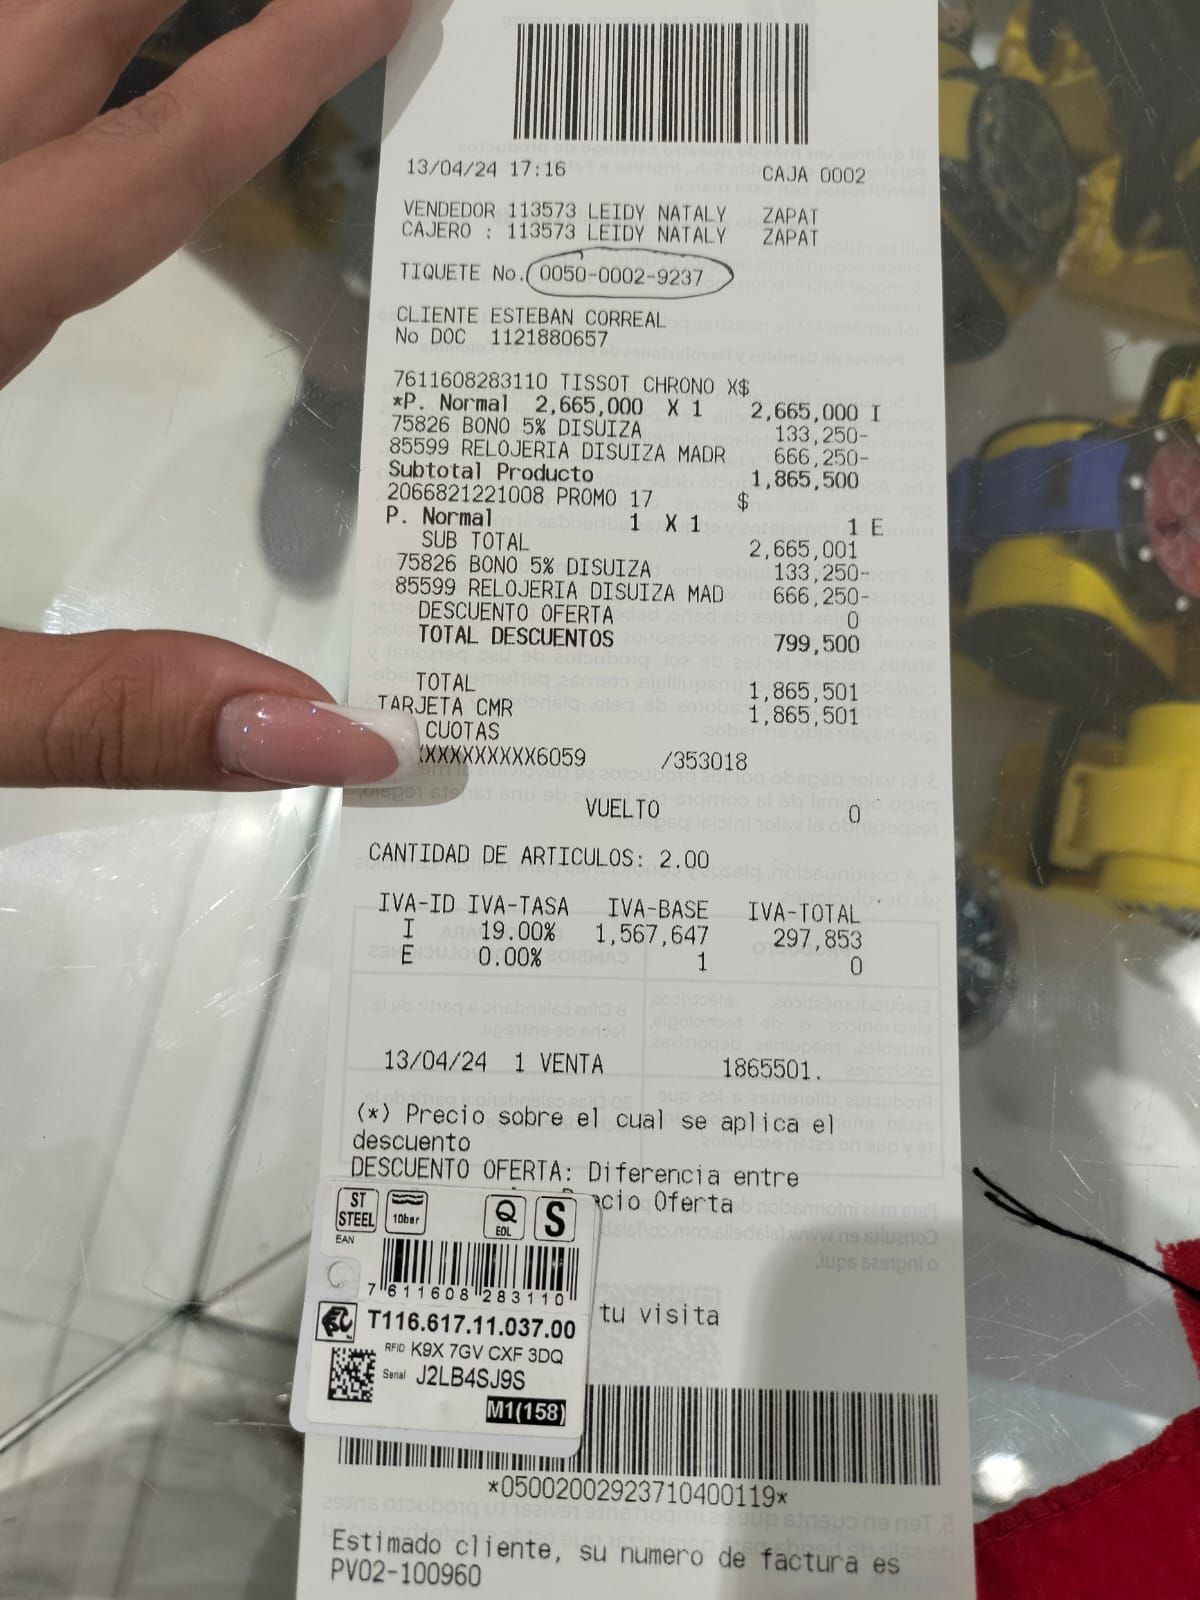 13/04/24 17:16 CAJA 0002
VENDEDOR 113573 LEIDY NATALY ZAPAT
CAJERO : 113573 LEIDY NATALY ZAPAT
TIQUETE No. 0050-0002-9237
CLIENTE ESTEBAN CORREAL
No DOC 1121880657
7611608283110 TISSOT CHRONO X$
*P. Normal 2,665,000 X 1 2,665,000 I
75826 BONO 5% DISUIZA 133,250-
85599 RELOJERIA DISUIZA MADR 666,250-
Subtotal Producto 1,865,500
2066821221008 PROMO 17 $
P. Normal 1 X 1 1 E
SUB TOTAL 2,665,001
75826 BONO 5% DISUIZA 133,250-
85599 RELOJERIA DISUIZA MAD 666,250-
DESCUENTO OFERTA 0
TOTAL DESCUENTOS 799,500
TOTAL 1,865,501
TARJETA CMR 1,865,501
CUOTAS
XXXXXXXXXX6059 /353018
VUELTO 0
CANTIDAD DE ARTICULOS: 2.00
IVA-ID IVA-TASA IVA-BASE IVA-TOTAL
I 19.00% 1,567,647 297,853
E 0.00% 1 0
13/04/24 1 VENTA 1865501.
(*) Precio sobre el cual se aplica el
descuento
DESCUENTO OFERTA: Diferencia entre
Oferta
ST STEEL 10bar Q EOL S
EAN
7 611608 283110
T116.617.11.037.00
tu visita
RFID K9X 7GV CXF 3DQ
Serial J2LB4SJ9S
M1(158)
*05002002923710400119*
Estimado cliente, su numero de factura es
PV02-100960